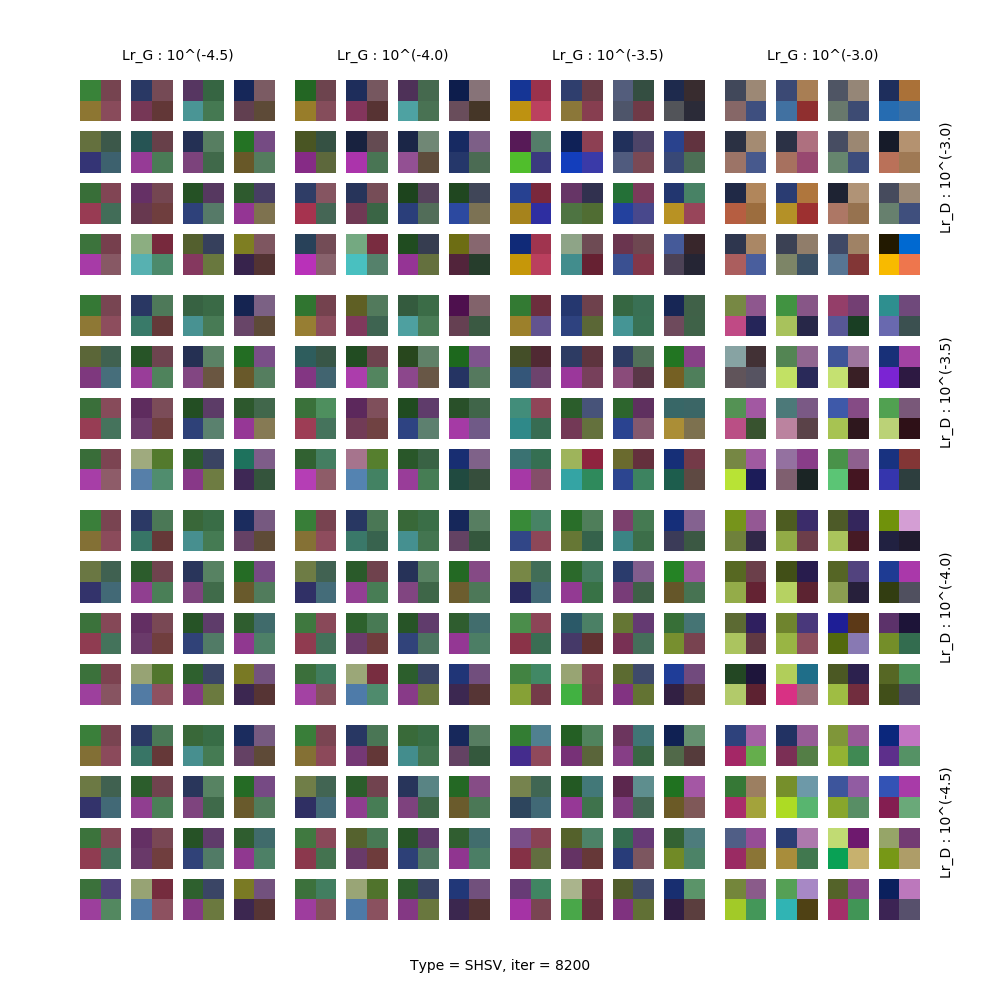 Lr_G : 10^(-4.5)
Lr_G : 10^(-4.0)
Lr_G : 10^(-3.5)
Lr_G : 10^(-3.0)
Lr_D : 10^(-3.0)
Lr_D : 10^(-3.5)
Lr_D : 10^(-4.0)
Lr_D : 10^(-4.5)
Type = SHSV, iter = 8200